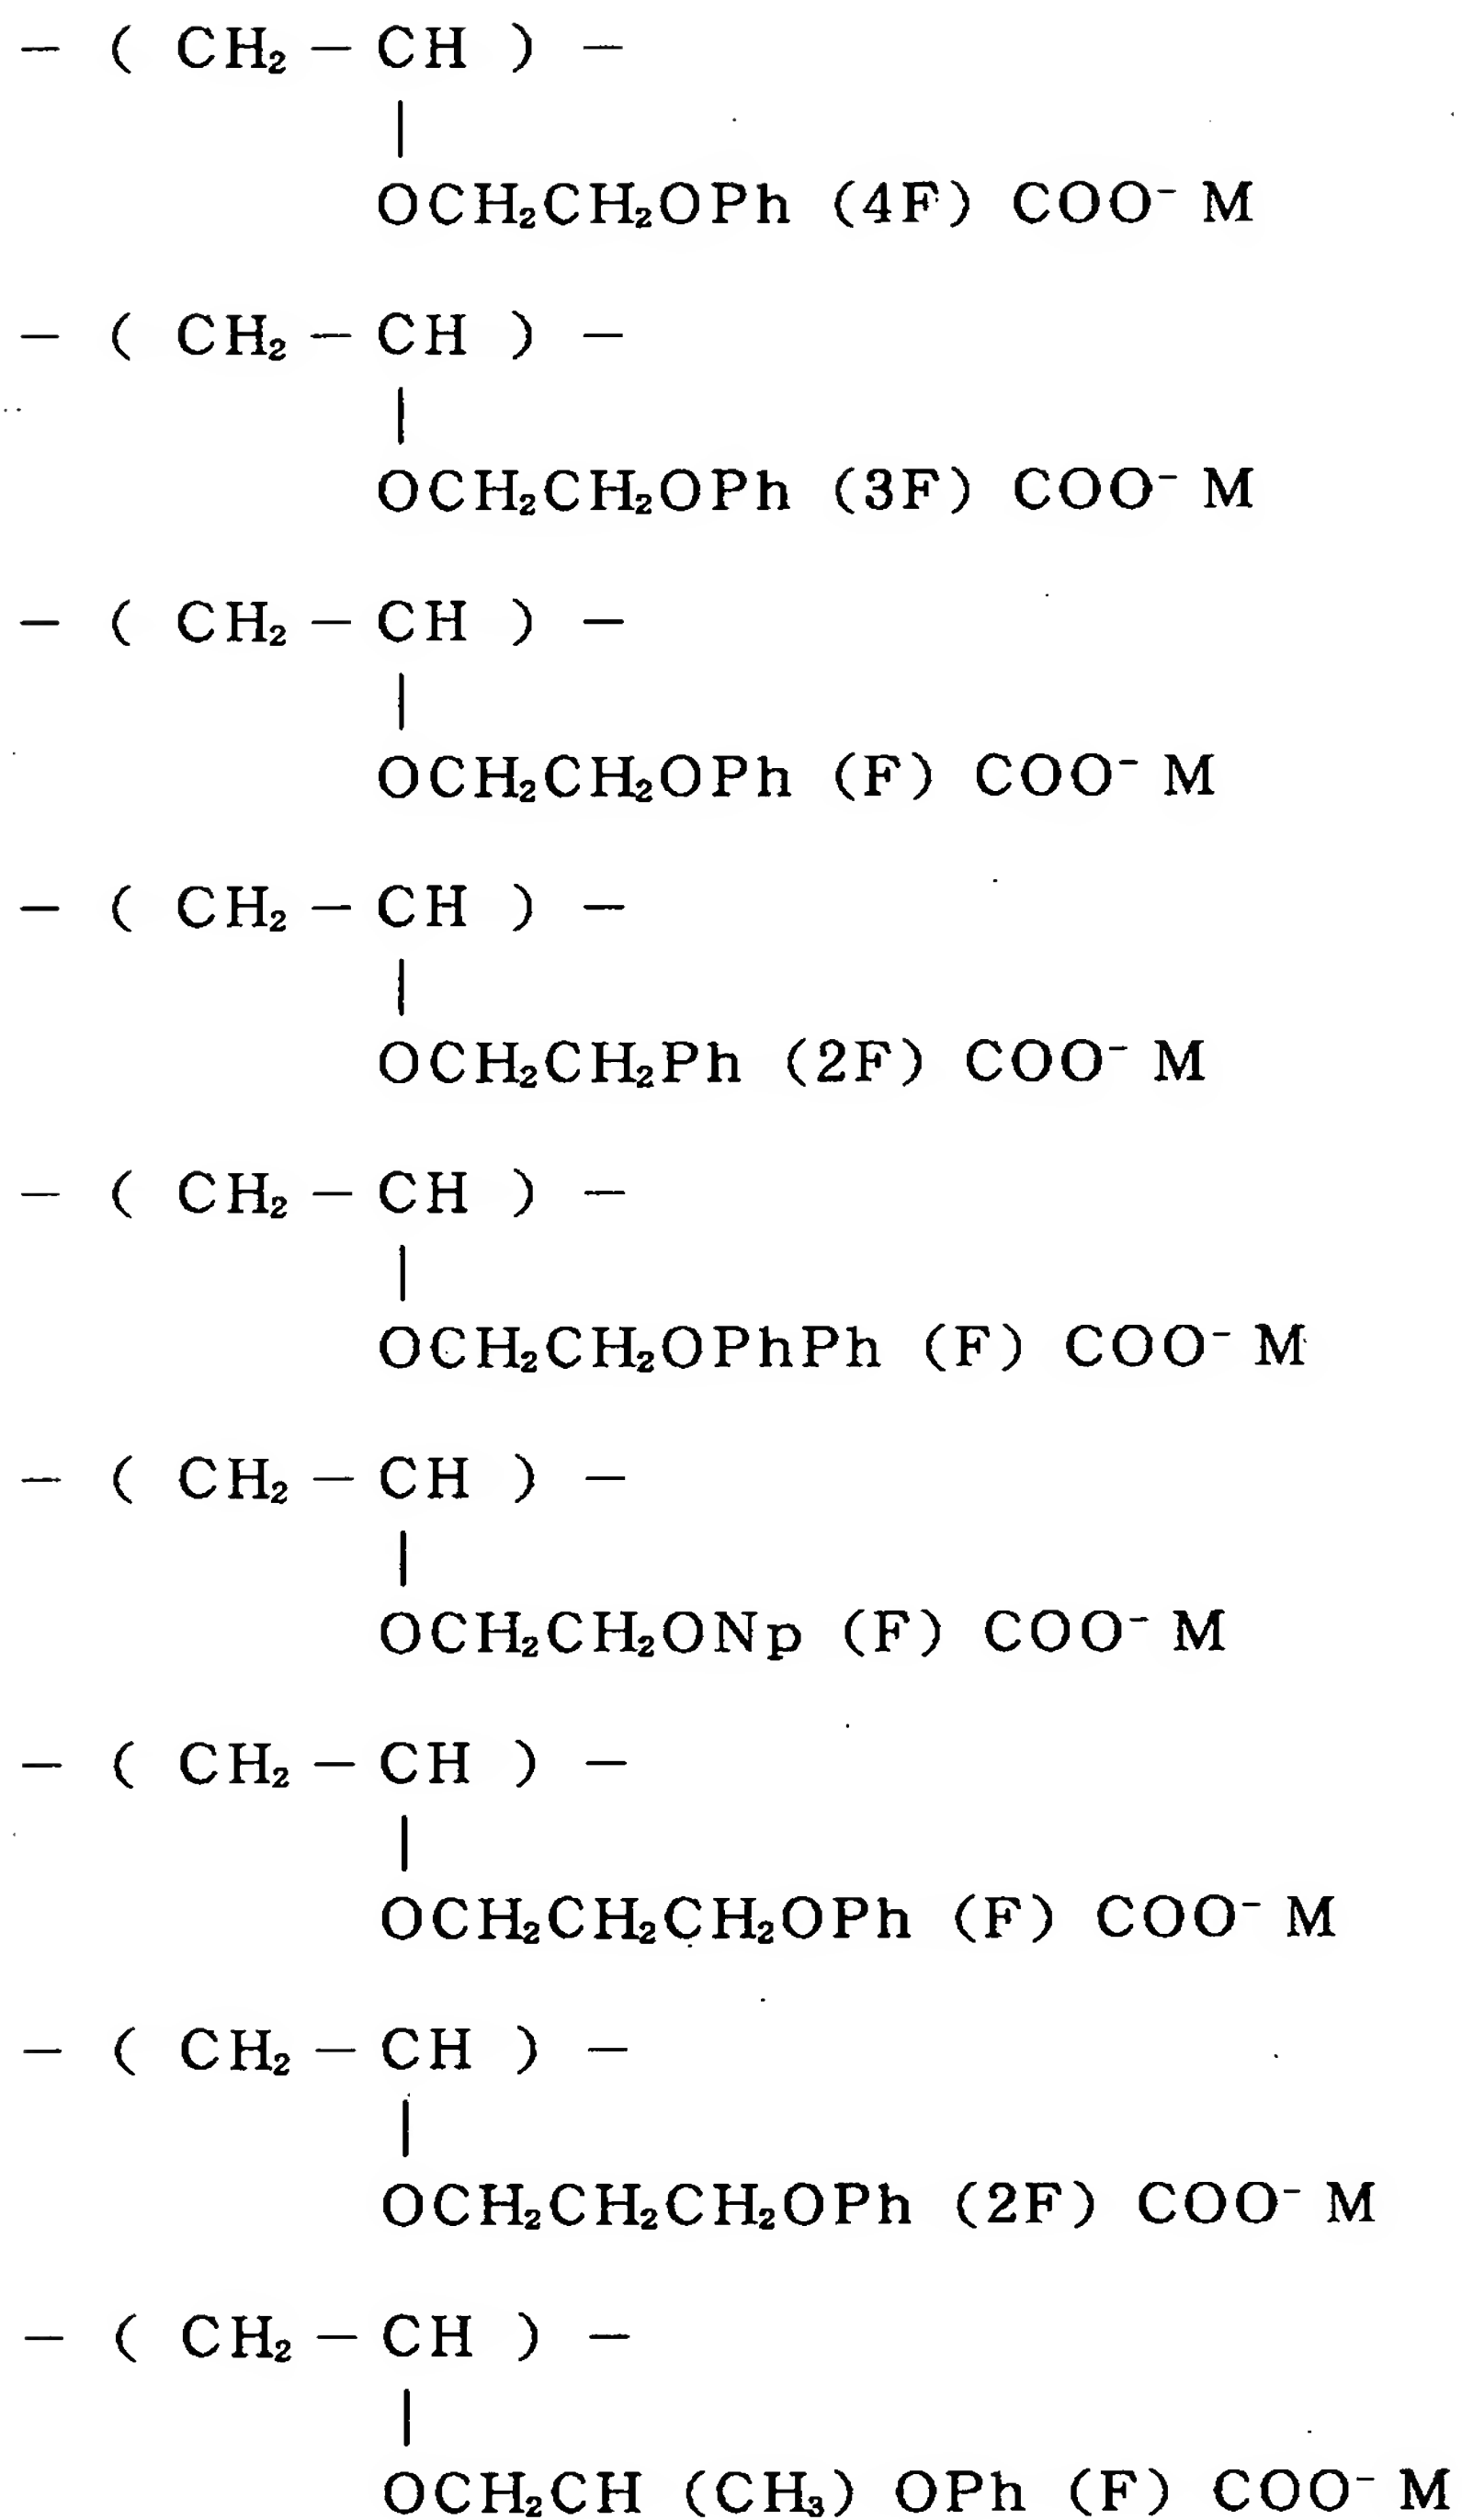 — ( CH₂ — CH ) —
|
OCH₂CH₂OPh (4F) COO⁻ M
— ( CH₂ — CH ) —
|
OCH₂CH₂OPh (3F) COO⁻ M
— ( CH₂ — CH ) —
|
OCH₂CH₂OPh (F) COO⁻ M
— ( CH₂ — CH ) —
|
OCH₂CH₂Ph (2F) COO⁻ M
— ( CH₂ — CH ) —
|
OCH₂CH₂OPhPh (F) COO⁻ M
— ( CH₂ — CH ) —
|
OCH₂CH₂ONp (F) COO⁻ M
— ( CH₂ — CH ) —
|
OCH₂CH₂CH₂OPh (F) COO⁻ M
— ( CH₂ — CH ) —
|
OCH₂CH₂CH₂OPh (2F) COO⁻ M
— ( CH₂ — CH ) —
|
OCH₂CH (CH₃) OPh (F) COO⁻ M